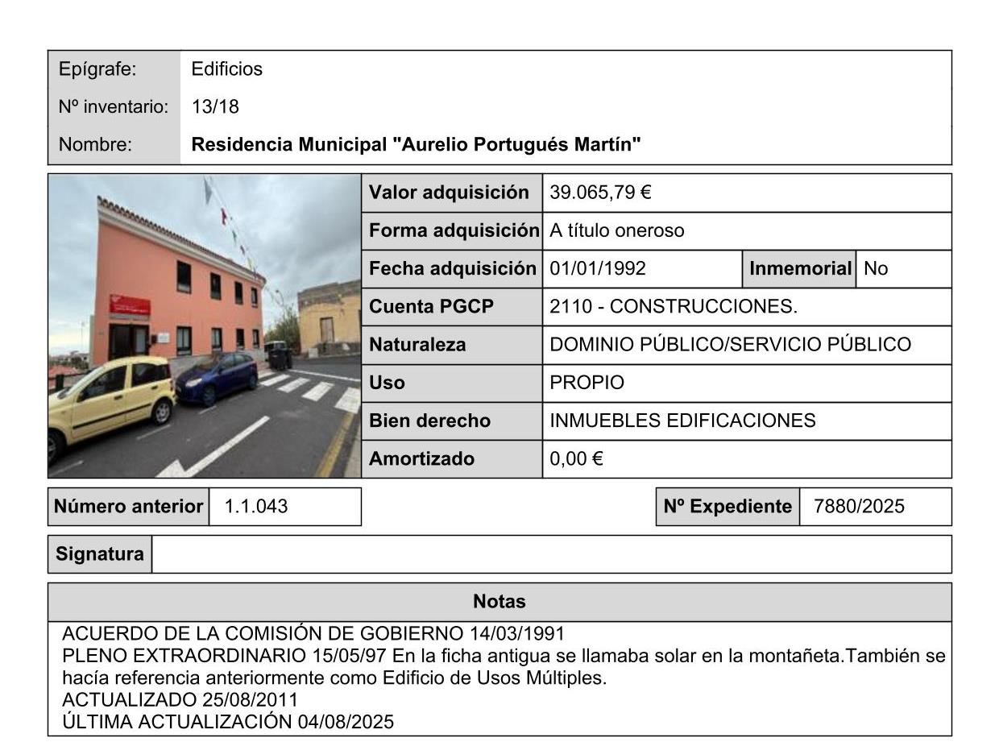 Epígrafe: Edificios
Nº inventario: 13/18
Nombre: Residencia Municipal "Aurelio Portugués Martín"
Valor adquisición 39.065,79 €
Forma adquisición A título oneroso
Fecha adquisición 01/01/1992 Inmemorial No
Cuenta PGCP 2110 - CONSTRUCCIONES.
Naturaleza DOMINIO PÚBLICO/SERVICIO PÚBLICO
Uso PROPIO
Bien derecho INMUEBLES EDIFICACIONES
Amortizado 0,00 €
Número anterior 1.1.043 Nº Expediente 7880/2025
Signatura
Notas
ACUERDO DE LA COMISIÓN DE GOBIERNO 14/03/1991
PLENO EXTRAORDINARIO 15/05/97 En la ficha antigua se llamaba solar en la montañeta.También se
hacía referencia anteriormente como Edificio de Usos Múltiples.
ACTUALIZADO 25/08/2011
ÚLTIMA ACTUALIZACIÓN 04/08/2025